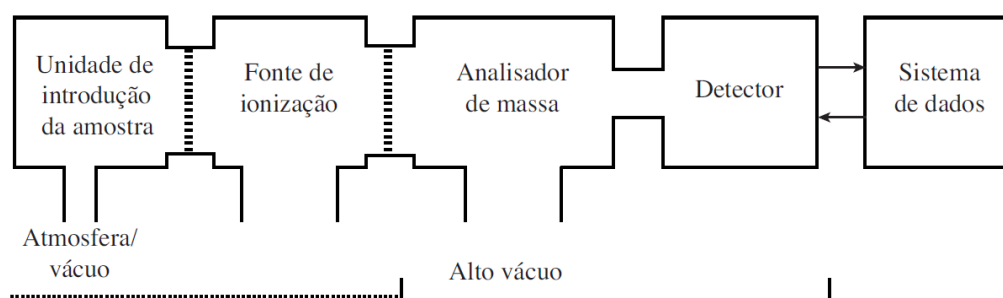 Unidade de
introdução
da amostra
Fonte de
ionização
Analisador
de massa
Detector
Sistema
de dados
Atmosfera/
vácuo
Alto vácuo